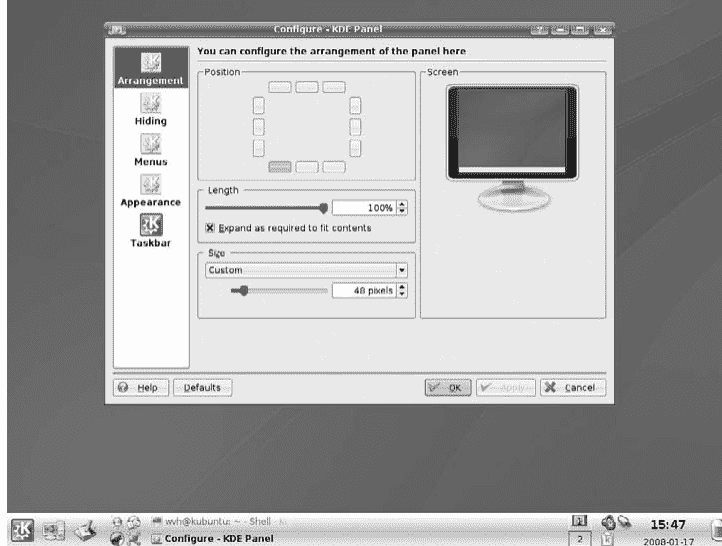 Configure - KDE Panel
You can configure the arrangement of the panel here
Arrangement
Hiding
Menus
Appearance
Taskbar
Position
Screen
Length
100%
Expand as required to fit contents
Size
Custom
48 pixels
Help
Defaults
OK
Apply
Cancel
wvh@kubuntu: ~ - Shell - K
1
15:47
Configure - KDE Panel
2
2008-01-17